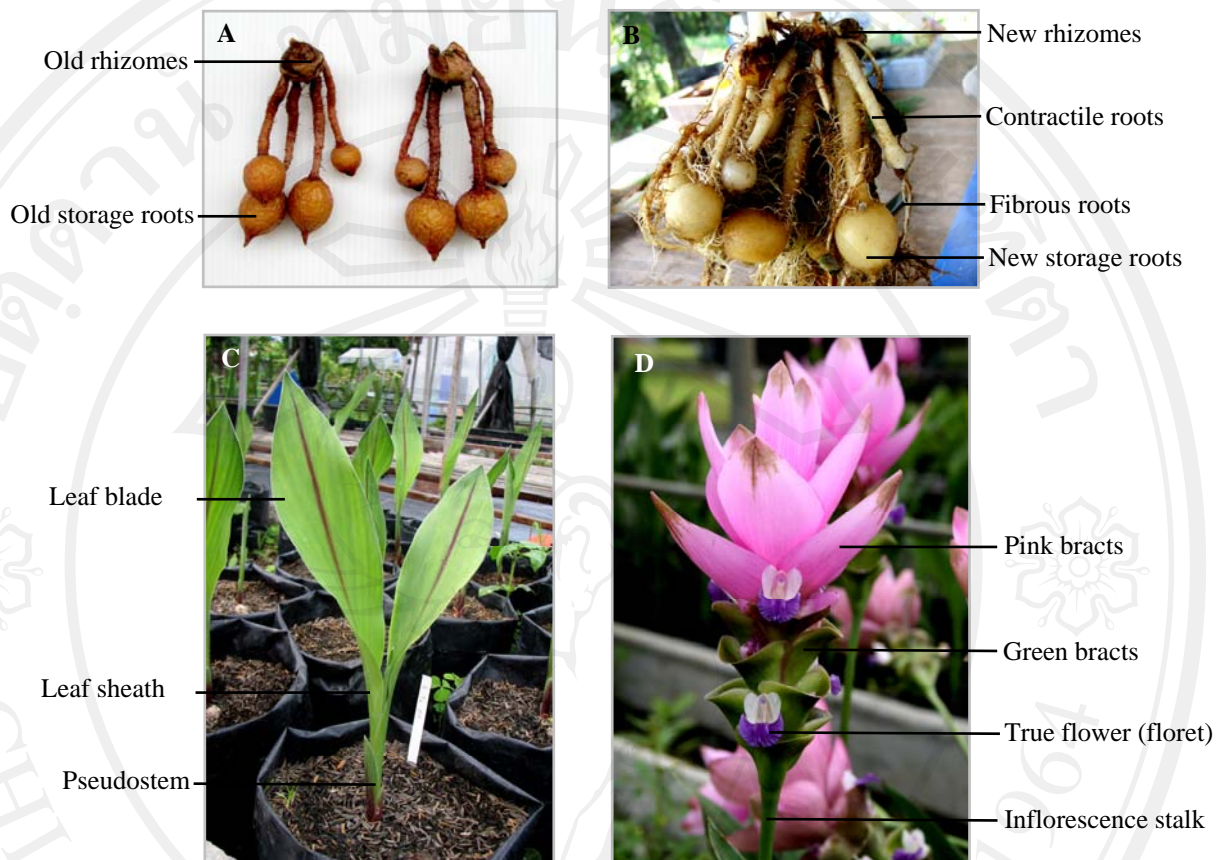 A
Old rhizomes
Old storage roots
B
New rhizomes
Contractile roots
Fibrous roots
New storage roots
C
Leaf blade
Leaf sheath
Pseudostem
D
Pink bracts
Green bracts
True flower (floret)
Inflorescence stalk